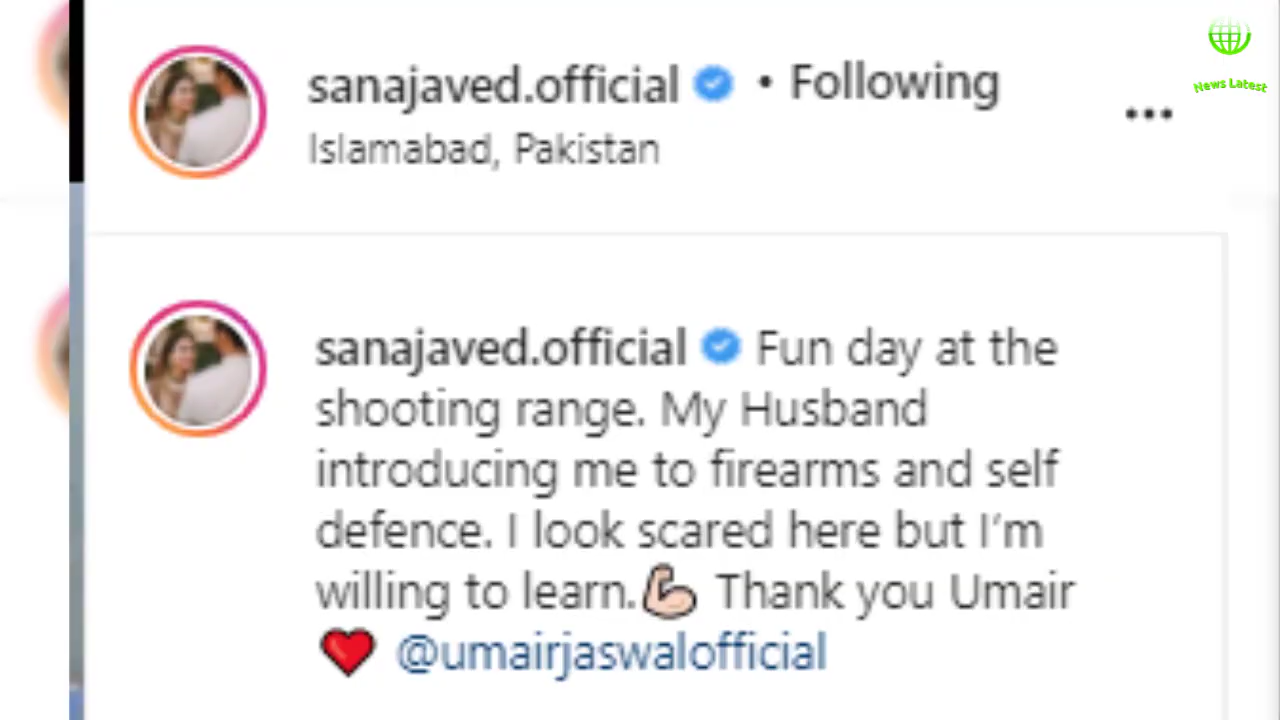 sanajaved.official • Following
Islamabad, Pakistan
News Latest
sanajaved.official Fun day at the
shooting range. My Husband
introducing me to firearms and self
defence. I look scared here but I'm
willing to learn.💪🏻 Thank you Umair
❤️ @umairjaswalofficial